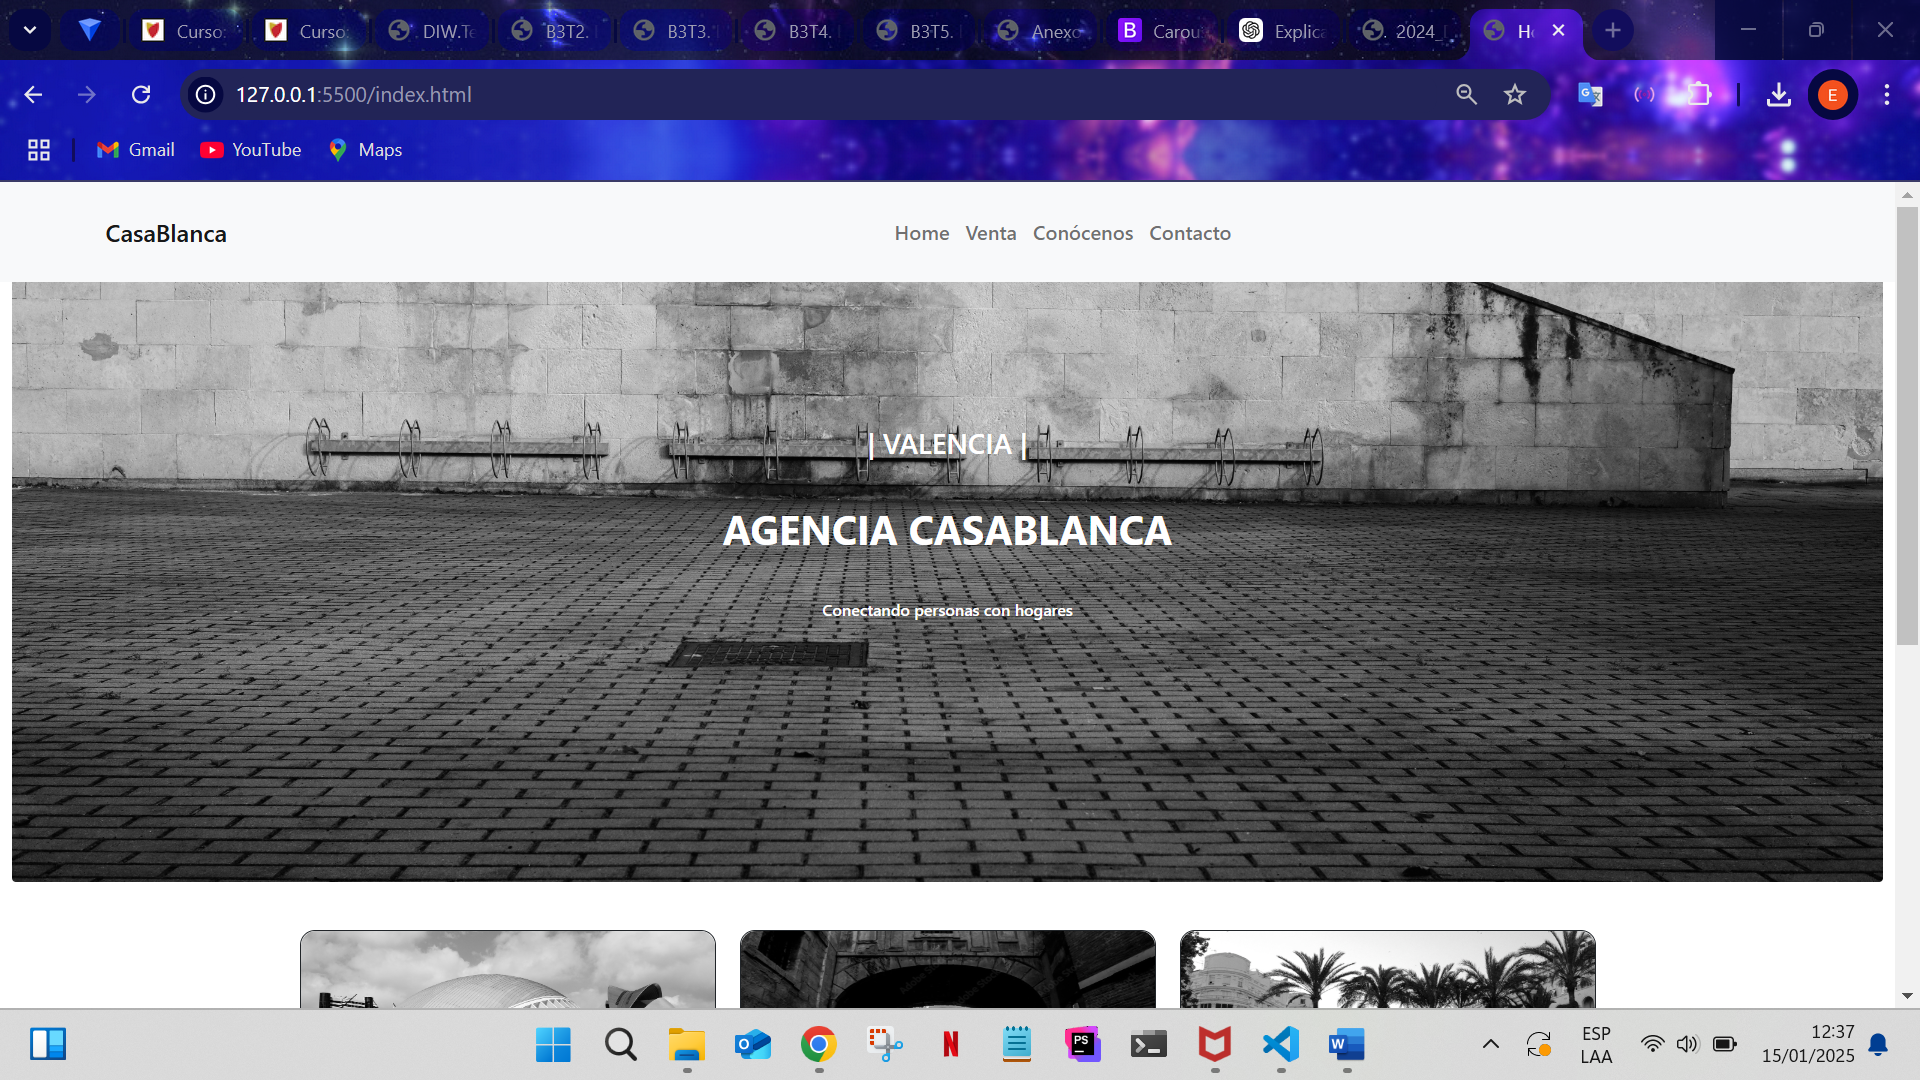 Curso:
Curso:
DIW.Te
B3T2.
B3T3.
B3T4.
B3T5.
Anexo
B
Carou
Explica
2024_
127.0.0.1:5500/index.html
E
Gmail
YouTube
Maps
CasaBlanca
Home Venta Conócenos Contacto
| VALENCIA |
AGENCIA CASABLANCA
Conectando personas con hogares
ESP
LAA
12:37
15/01/2025